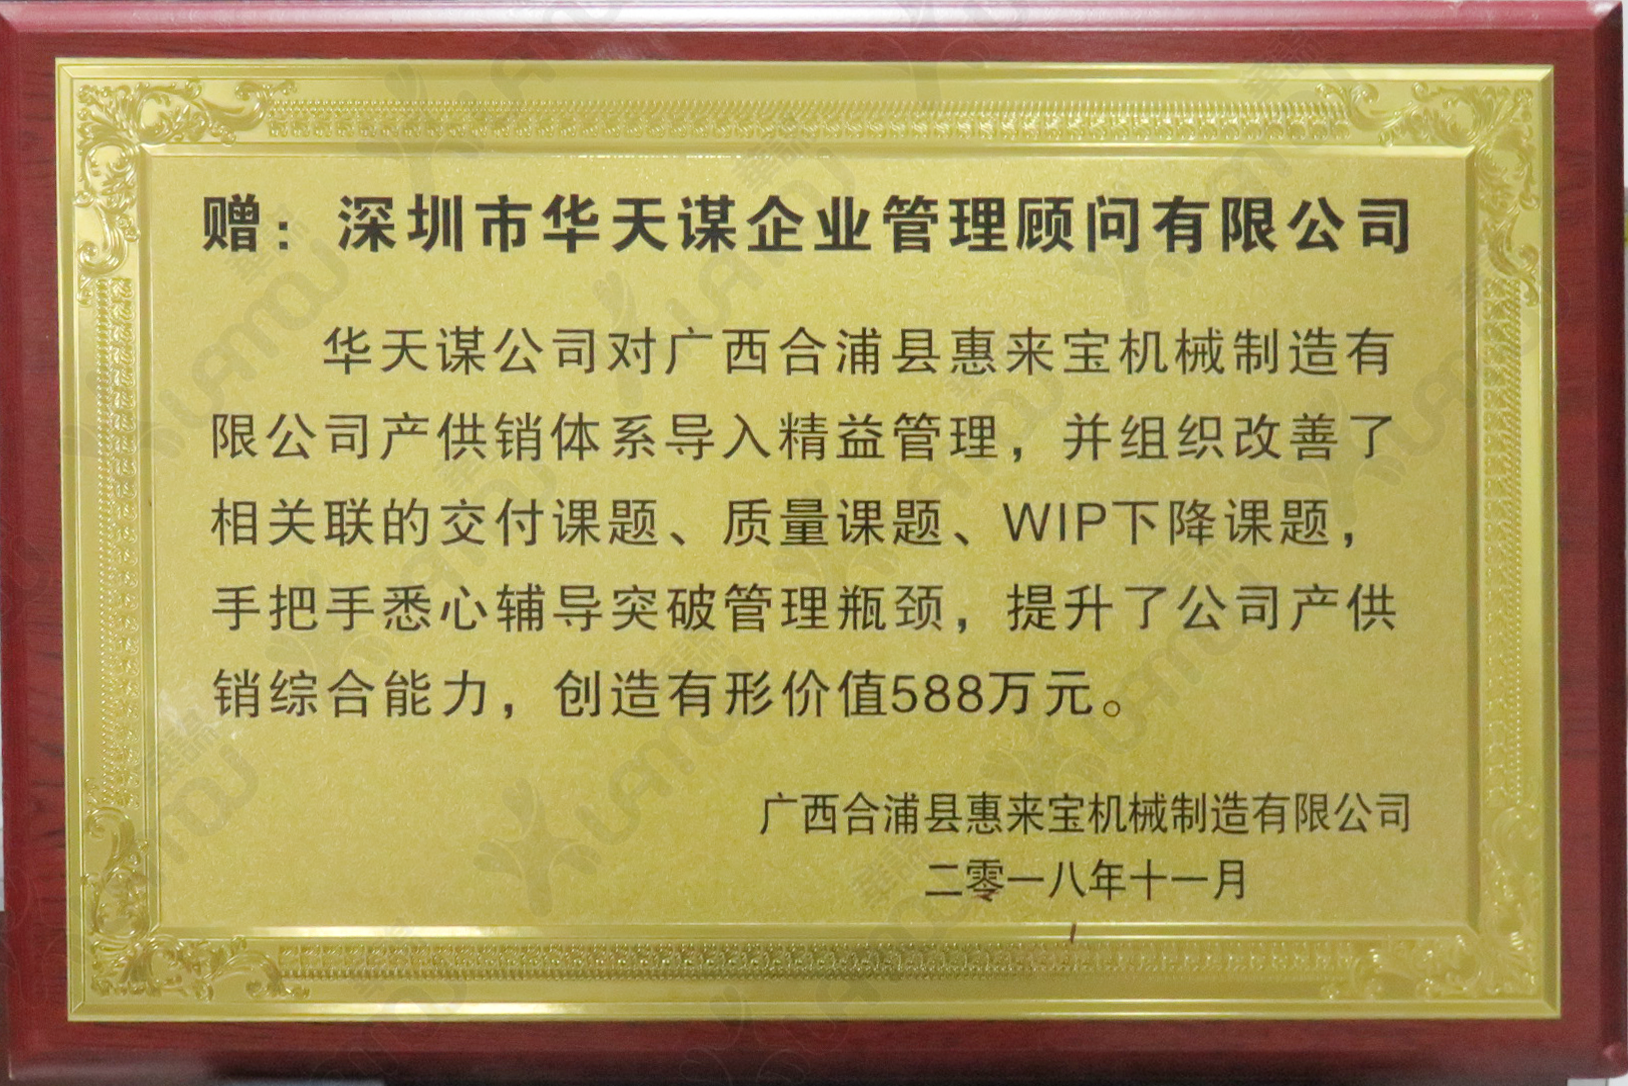 赠：深圳市华天谋企业管理顾问有限公司
华天谋公司对广西合浦县惠来宝机械制造有
限公司产供销体系导入精益管理，并组织改善了
相关联的交付课题、质量课题、WIP下降课题，
手把手悉心辅导突破管理瓶颈，提升了公司产供
销综合能力，创造有形价值588万元。
广西合浦县惠来宝机械制造有限公司
二零一八年十一月